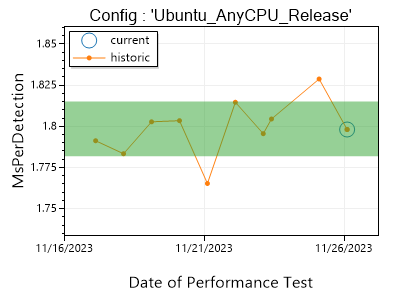 Config : 'Ubuntu_AnyCPU_Release'
current
historic
MsPerDetection
1.85
1.825
1.8
1.775
1.75
11/16/2023
11/21/2023
11/26/2023
Date of Performance Test